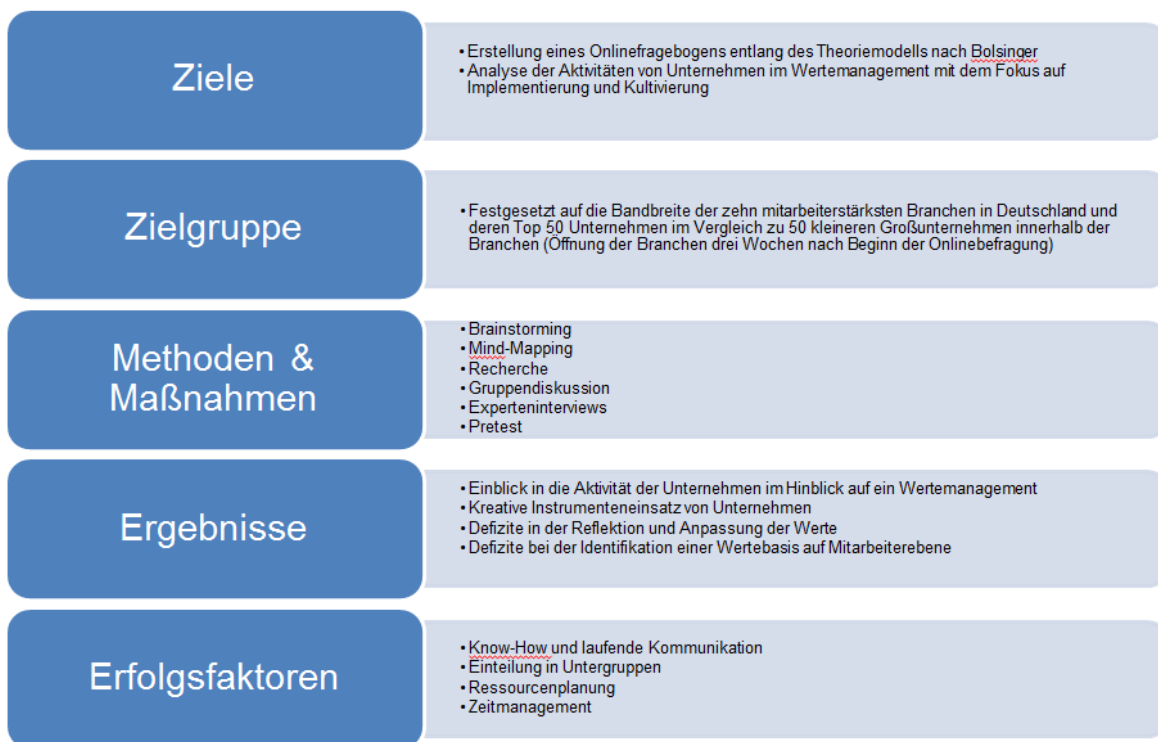 Ziele
• Erstellung eines Onlinefragebogens entlang des Theoriemodells nach Bolsinger
• Analyse der Aktivitäten von Unternehmen im Wertemanagement mit dem Fokus auf
Implementierung und Kultivierung
Zielgruppe
• Festgesetzt auf die Bandbreite der zehn mitarbeiterstärksten Branchen in Deutschland und
deren Top 50 Unternehmen im Vergleich zu 50 kleineren Großunternehmen innerhalb der
Branchen (Öffnung der Branchen drei Wochen nach Beginn der Onlinebefragung)
Methoden &
Maßnahmen
• Brainstorming
• Mind-Mapping
• Recherche
• Gruppendiskussion
• Experteninterviews
• Pretest
Ergebnisse
• Einblick in die Aktivität der Unternehmen im Hinblick auf ein Wertemanagement
• Kreative Instrumenteneinsatz von Unternehmen
• Defizite in der Reflektion und Anpassung der Werte
• Defizite bei der Identifikation einer Wertebasis auf Mitarbeiterebene
Erfolgsfaktoren
• Know-How und laufende Kommunikation
• Einteilung in Untergruppen
• Ressourcenplanung
• Zeitmanagement